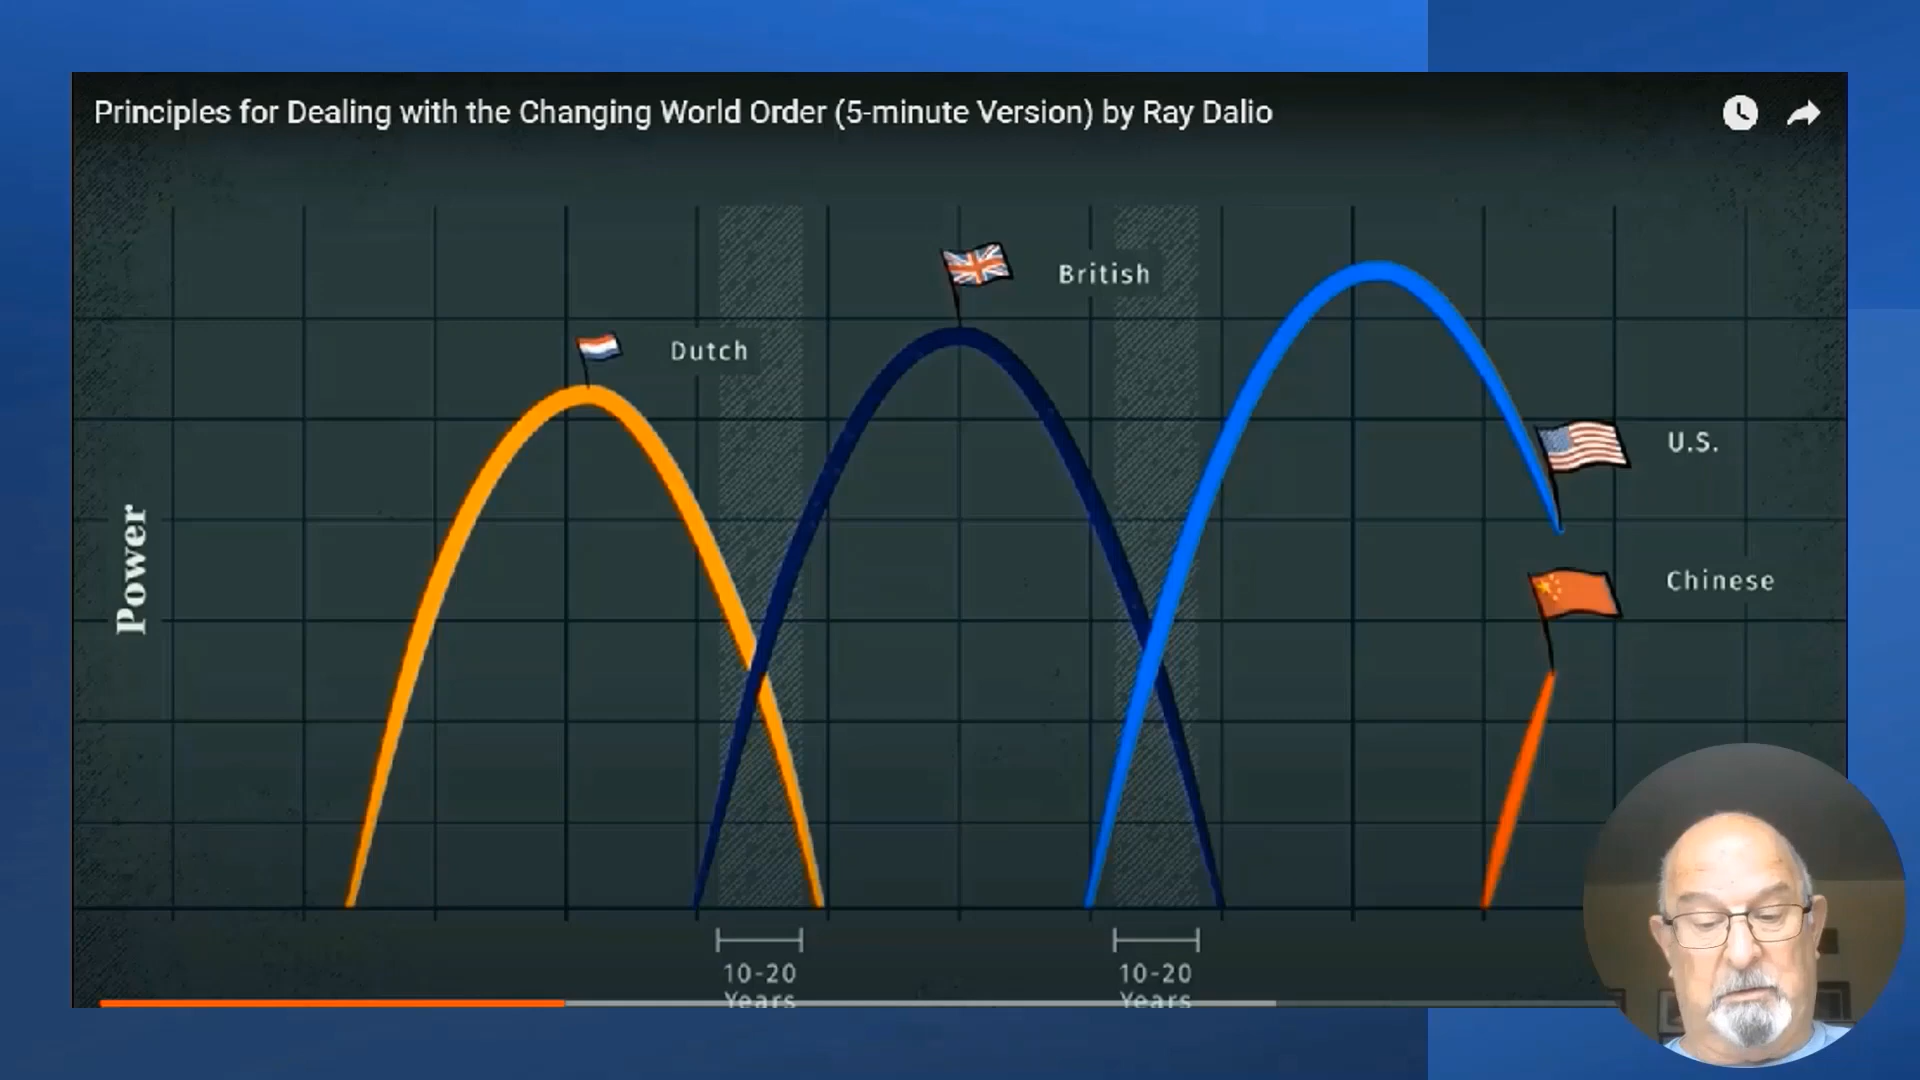 Principles for Dealing with the Changing World Order (5-minute Version) by Ray Dalio
British
Dutch
U.S.
Power
Chinese
10-20
Years
10-20
Years